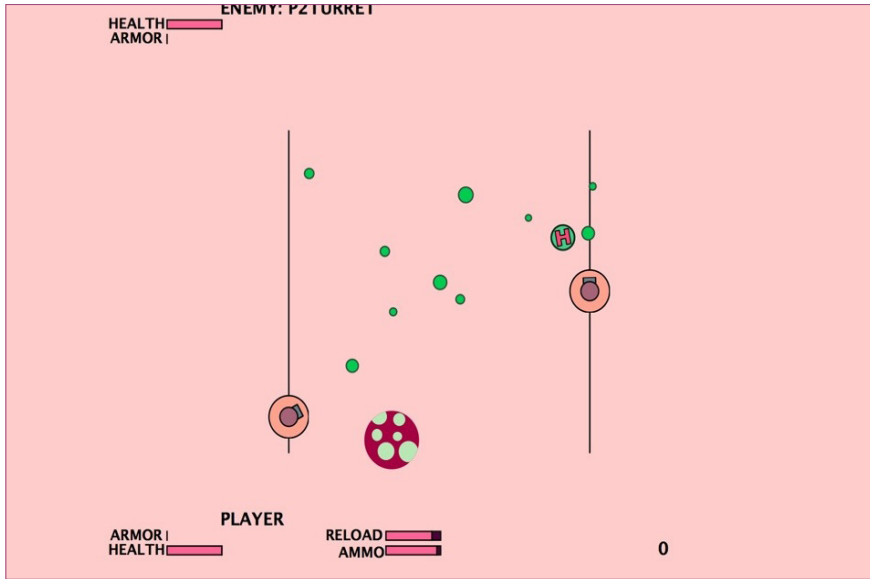 ENEMY: P2TURRET
HEALTH
ARMOR
H
PLAYER
ARMOR
RELOAD
HEALTH
AMMO
0